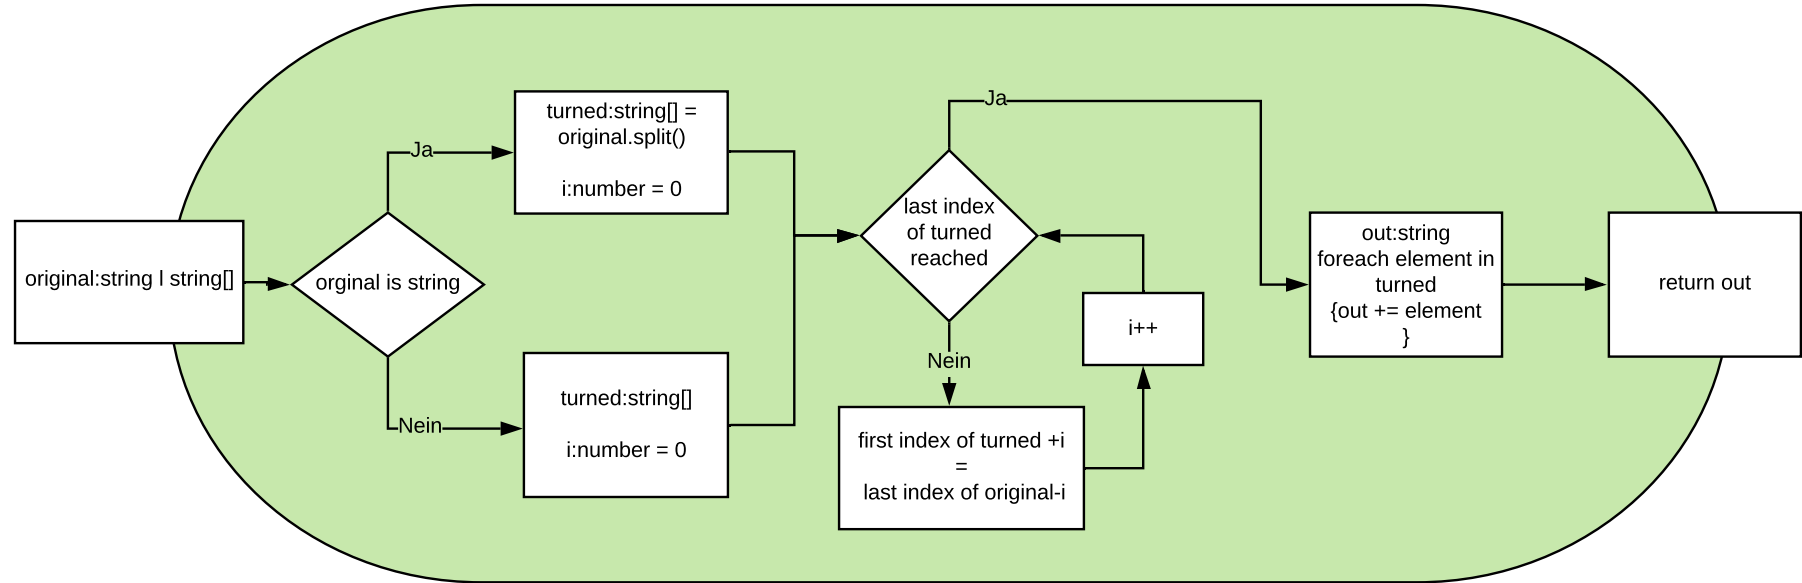 original:string l string[]
orginal is string
Ja
turned:string[] =
original.split()
i:number = 0
Nein
turned:string[]
i:number = 0
last index
of turned
reached
Ja
Nein
first index of turned +i
=
last index of original-i
i++
out:string
foreach element in
turned
{out += element
}
return out